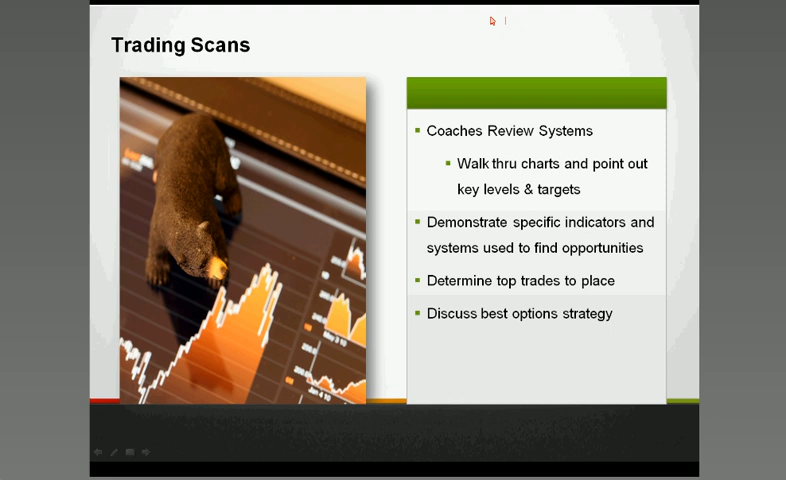 Trading Scans
Coaches Review Systems
Walk thru charts and point out
key levels & targets
Demonstrate specific indicators and
systems used to find opportunities
Determine top trades to place
Discuss best options strategy